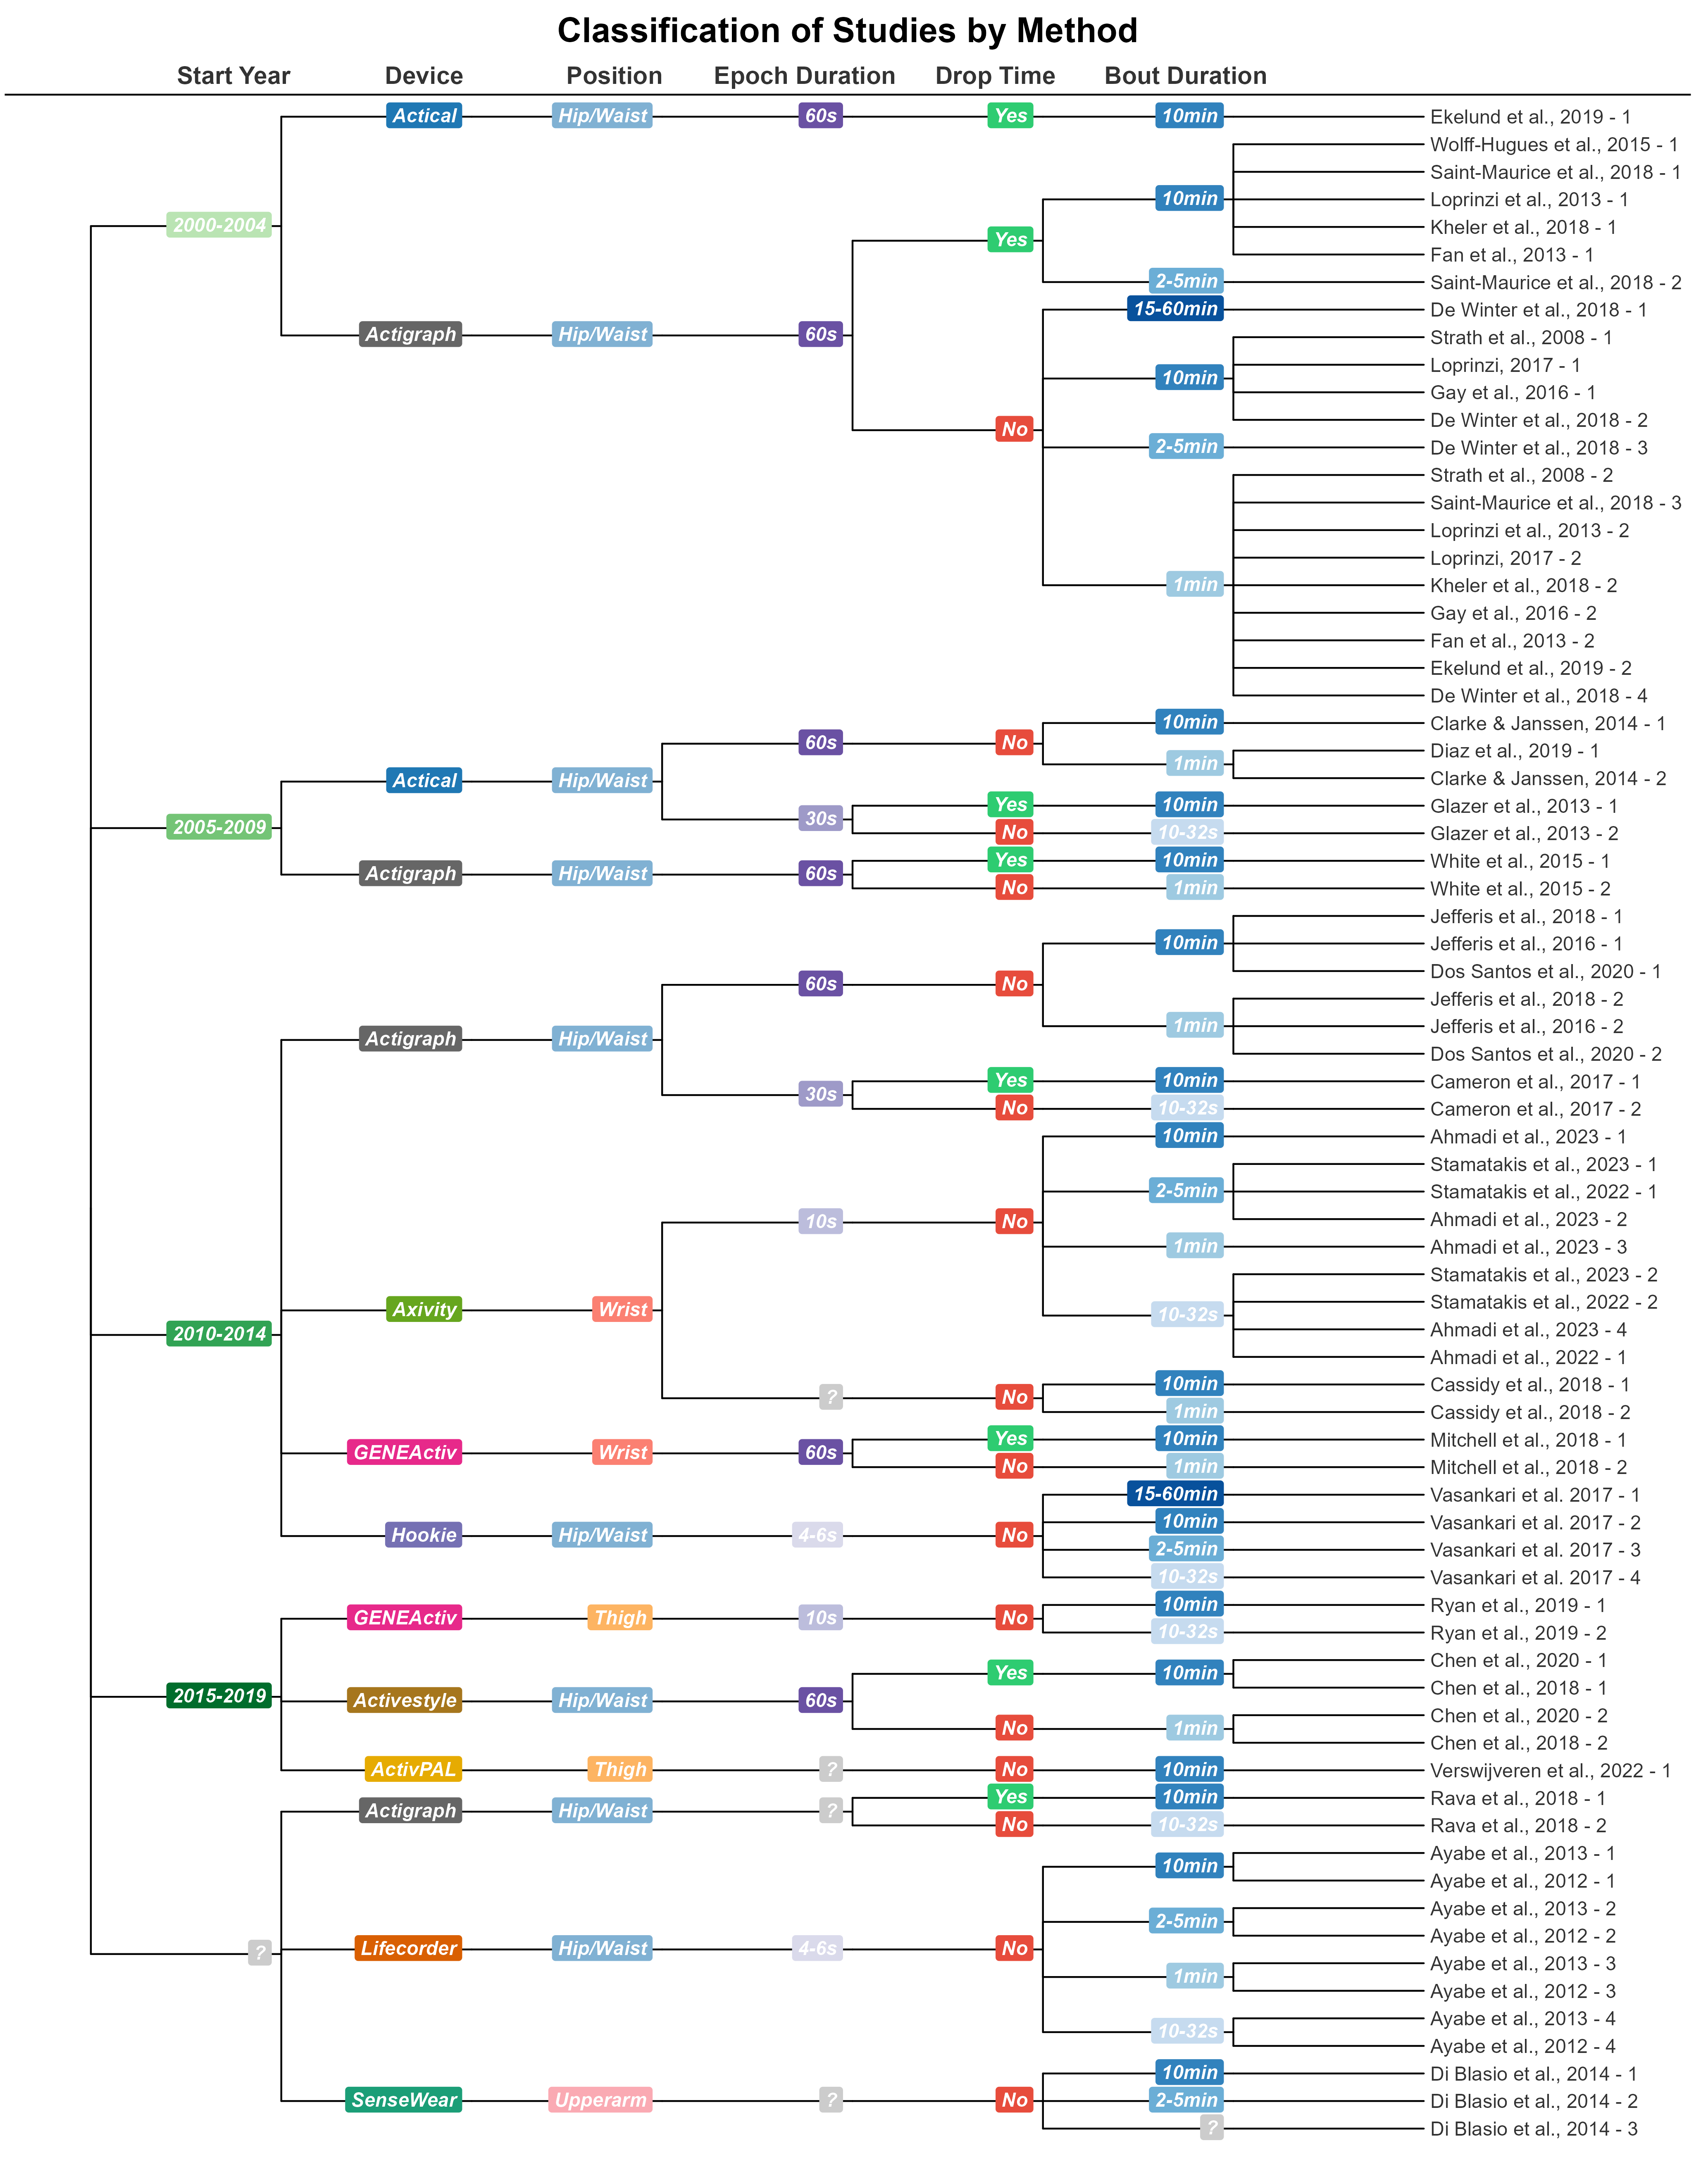 Classification of Studies by Method
Start Year Device Position Epoch Duration Drop Time Bout Duration
Actical Hip/Waist 60s Yes 10min Ekelund et al., 2019 - 1
Wolff-Hugues et al., 2015 - 1
Saint-Maurice et al., 2018 - 1
10min Loprinzi et al., 2013 - 1
2000-2004 Kheler et al., 2018 - 1
Yes
Fan et al., 2013 - 1
2-5min Saint-Maurice et al., 2018 - 2
15-60min De Winter et al., 2018 - 1
Actigraph Hip/Waist 60s Strath et al., 2008 - 1
Loprinzi, 2017 - 1
10min
Gay et al., 2016 - 1
De Winter et al., 2018 - 2
No
2-5min De Winter et al., 2018 - 3
Strath et al., 2008 - 2
Saint-Maurice et al., 2018 - 3
Loprinzi et al., 2013 - 2
Loprinzi, 2017 - 2
1min Kheler et al., 2018 - 2
Gay et al., 2016 - 2
Fan et al., 2013 - 2
Ekelund et al., 2019 - 2
De Winter et al., 2018 - 4
10min Clarke & Janssen, 2014 - 1
60s No
Diaz et al., 2019 - 1
1min
Actical Hip/Waist Clarke & Janssen, 2014 - 2
Yes 10min Glazer et al., 2013 - 1
30s
2005-2009 No 10-32s Glazer et al., 2013 - 2
Yes 10min White et al., 2015 - 1
Actigraph Hip/Waist 60s
No 1min White et al., 2015 - 2
Jefferis et al., 2018 - 1
10min Jefferis et al., 2016 - 1
Dos Santos et al., 2020 - 1
60s No
Jefferis et al., 2018 - 2
1min Jefferis et al., 2016 - 2
Actigraph Hip/Waist
Dos Santos et al., 2020 - 2
Yes 10min Cameron et al., 2017 - 1
30s
No 10-32s Cameron et al., 2017 - 2
10min Ahmadi et al., 2023 - 1
Stamatakis et al., 2023 - 1
2-5min Stamatakis et al., 2022 - 1
10s No Ahmadi et al., 2023 - 2
1min Ahmadi et al., 2023 - 3
Stamatakis et al., 2023 - 2
Axivity Wrist Stamatakis et al., 2022 - 2
10-32s
2010-2014 Ahmadi et al., 2023 - 4
Ahmadi et al., 2022 - 1
10min Cassidy et al., 2018 - 1
? No
1min Cassidy et al., 2018 - 2
Yes 10min Mitchell et al., 2018 - 1
GENEActiv Wrist 60s
No 1min Mitchell et al., 2018 - 2
15-60min Vasankari et al. 2017 - 1
10min Vasankari et al. 2017 - 2
Hookie Hip/Waist 4-6s No
2-5min Vasankari et al. 2017 - 3
10-32s Vasankari et al. 2017 - 4
10min Ryan et al., 2019 - 1
GENEActiv Thigh 10s No
10-32s Ryan et al., 2019 - 2
Chen et al., 2020 - 1
Yes 10min
2015-2019 Chen et al., 2018 - 1
Activestyle Hip/Waist 60s
Chen et al., 2020 - 2
No 1min
Chen et al., 2018 - 2
ActivPAL Thigh ? No 10min Verswijveren et al., 2022 - 1
Yes 10min Rava et al., 2018 - 1
Actigraph Hip/Waist ?
No 10-32s Rava et al., 2018 - 2
Ayabe et al., 2013 - 1
10min
Ayabe et al., 2012 - 1
Ayabe et al., 2013 - 2
2-5min
Ayabe et al., 2012 - 2
Lifecorder Hip/Waist 4-6s No
? Ayabe et al., 2013 - 3
1min
Ayabe et al., 2012 - 3
Ayabe et al., 2013 - 4
10-32s
Ayabe et al., 2012 - 4
10min Di Blasio et al., 2014 - 1
SenseWear Upperarm ? No 2-5min Di Blasio et al., 2014 - 2
? Di Blasio et al., 2014 - 3